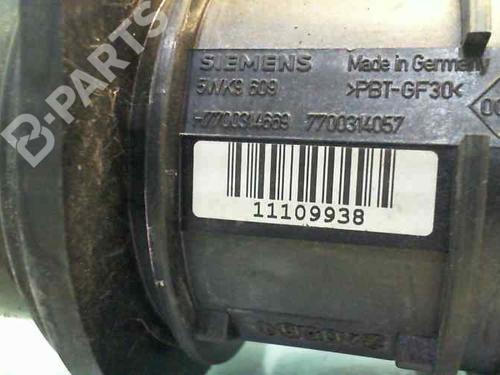 B-PARTS
SIEMENS Made in Germany
5WK9 609 >PBT-GF30<
-7700314669 7700314057
11109938